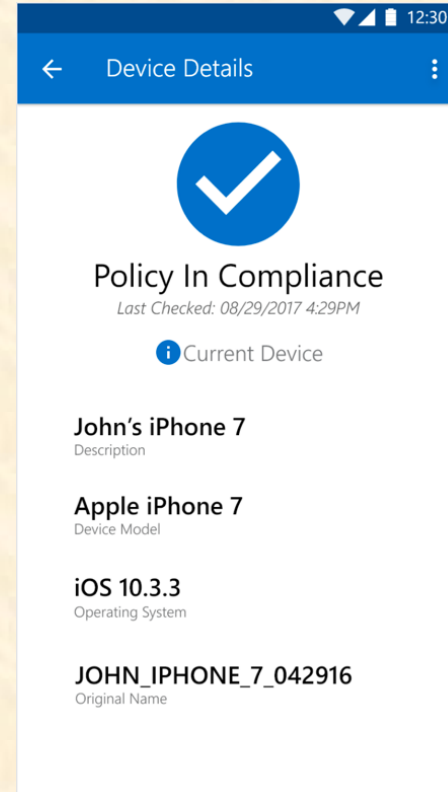 12:30
Device Details
Policy In Compliance
Last Checked: 08/29/2017 4:29PM
Current Device
John’s iPhone 7
Description
Apple iPhone 7
Device Model
iOS 10.3.3
Operating System
JOHN_IPHONE_7_042916
Original Name